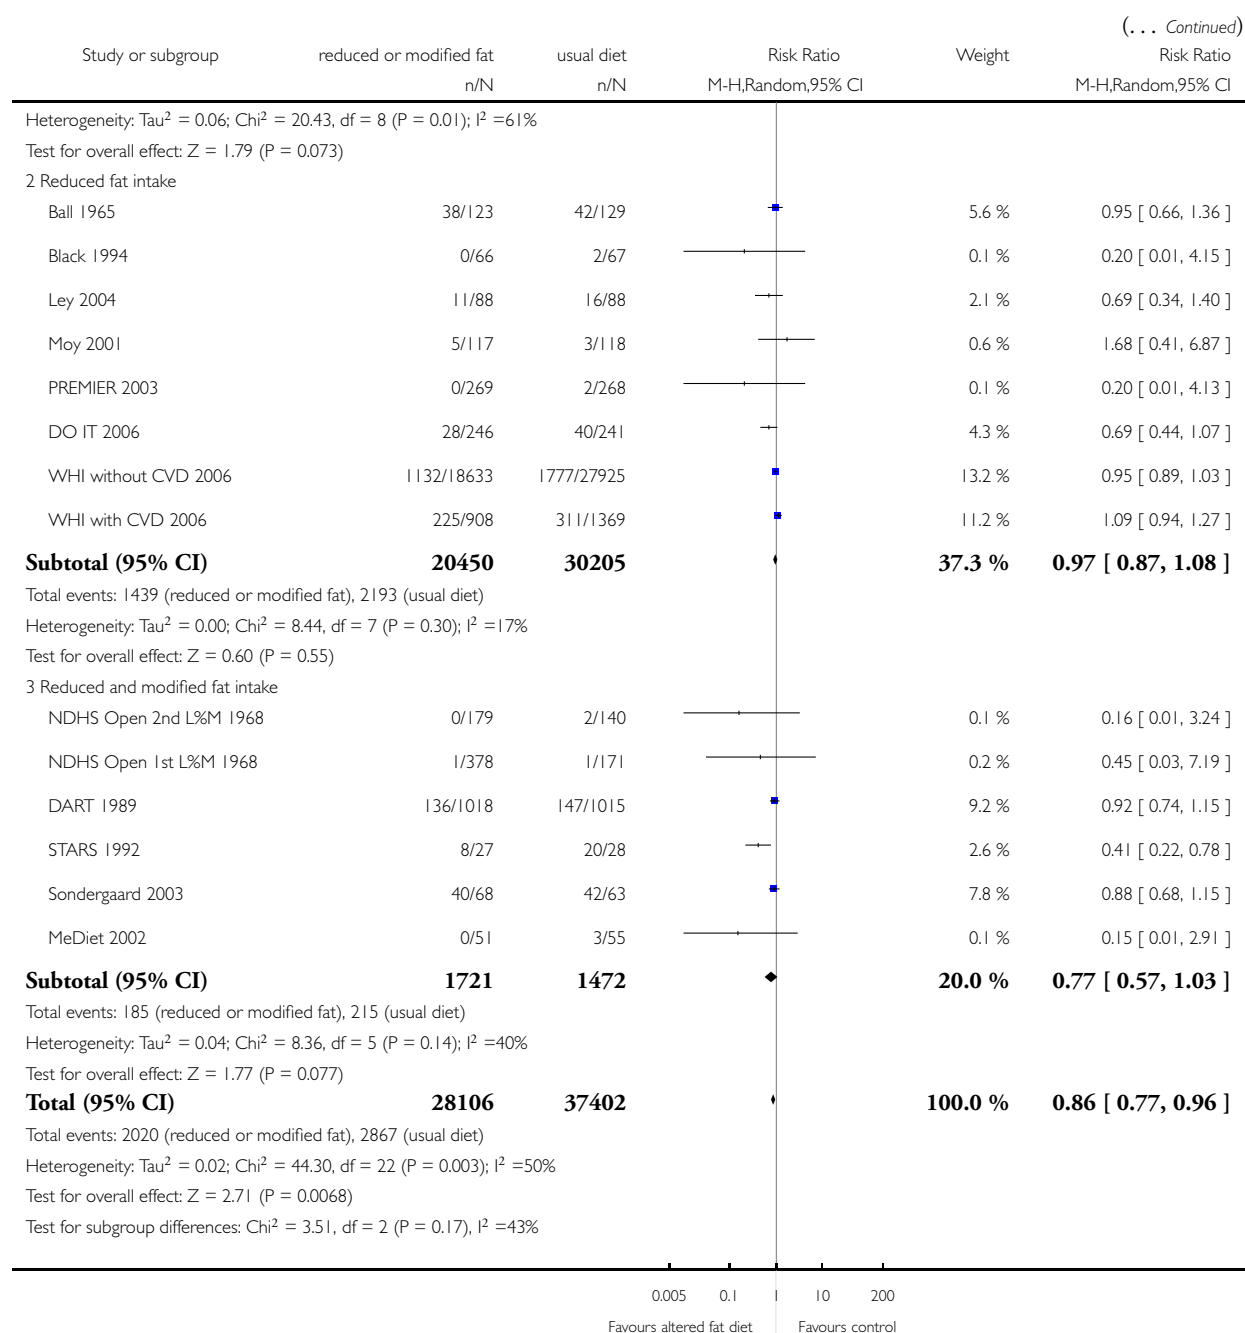 (... Continued)
Study or subgroup reduced or modified fat usual diet Risk Ratio Weight Risk Ratio
n/N n/N M-H,Random,95% CI M-H,Random,95% CI
Heterogeneity: Tau² = 0.06; Chi² = 20.43, df = 8 (P = 0.01); I² =61%
Test for overall effect: Z = 1.79 (P = 0.073)
2 Reduced fat intake
Ball 1965 38/123 42/129 5.6 % 0.95 [ 0.66, 1.36 ]
Black 1994 0/66 2/67 0.1 % 0.20 [ 0.01, 4.15 ]
Ley 2004 11/88 16/88 2.1 % 0.69 [ 0.34, 1.40 ]
Moy 2001 5/117 3/118 0.6 % 1.68 [ 0.41, 6.87 ]
PREMIER 2003 0/269 2/268 0.1 % 0.20 [ 0.01, 4.13 ]
DO IT 2006 28/246 40/241 4.3 % 0.69 [ 0.44, 1.07 ]
WHI without CVD 2006 1132/18633 1777/27925 13.2 % 0.95 [ 0.89, 1.03 ]
WHI with CVD 2006 225/908 311/1369 11.2 % 1.09 [ 0.94, 1.27 ]
Subtotal (95% CI) 20450 30205 37.3 % 0.97 [ 0.87, 1.08 ]
Total events: 1439 (reduced or modified fat), 2193 (usual diet)
Heterogeneity: Tau² = 0.00; Chi² = 8.44, df = 7 (P = 0.30); I² =17%
Test for overall effect: Z = 0.60 (P = 0.55)
3 Reduced and modified fat intake
NDHS Open 2nd L%M 1968 0/179 2/140 0.1 % 0.16 [ 0.01, 3.24 ]
NDHS Open 1st L%M 1968 1/378 1/171 0.2 % 0.45 [ 0.03, 7.19 ]
DART 1989 136/1018 147/1015 9.2 % 0.92 [ 0.74, 1.15 ]
STARS 1992 8/27 20/28 2.6 % 0.41 [ 0.22, 0.78 ]
Sondergaard 2003 40/68 42/63 7.8 % 0.88 [ 0.68, 1.15 ]
MeDiet 2002 0/51 3/55 0.1 % 0.15 [ 0.01, 2.91 ]
Subtotal (95% CI) 1721 1472 20.0 % 0.77 [ 0.57, 1.03 ]
Total events: 185 (reduced or modified fat), 215 (usual diet)
Heterogeneity: Tau² = 0.04; Chi² = 8.36, df = 5 (P = 0.14); I² =40%
Test for overall effect: Z = 1.77 (P = 0.077)
Total (95% CI) 28106 37402 100.0 % 0.86 [ 0.77, 0.96 ]
Total events: 2020 (reduced or modified fat), 2867 (usual diet)
Heterogeneity: Tau² = 0.02; Chi² = 44.30, df = 22 (P = 0.003); I² =50%
Test for overall effect: Z = 2.71 (P = 0.0068)
Test for subgroup differences: Chi² = 3.51, df = 2 (P = 0.17), I² =43%
0.005 0.1 1 10 200
Favours altered fat diet Favours control